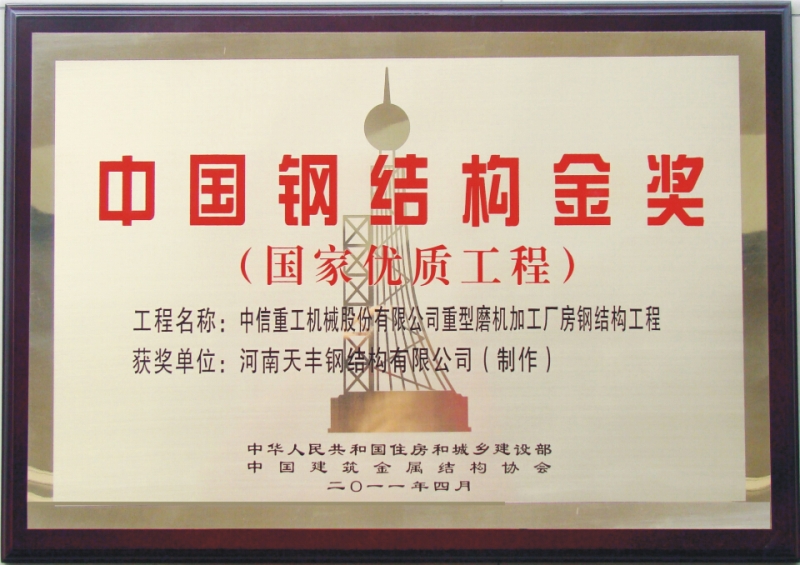 中国钢结构金奖
（国家优质工程）
工程名称：中信重工机械股份有限公司重型磨机加工厂房钢结构工程
获奖单位：河南天丰钢结构有限公司（制作）
中华人民共和国住房和城乡建设部
中国建筑金属结构协会
二〇一一年四月